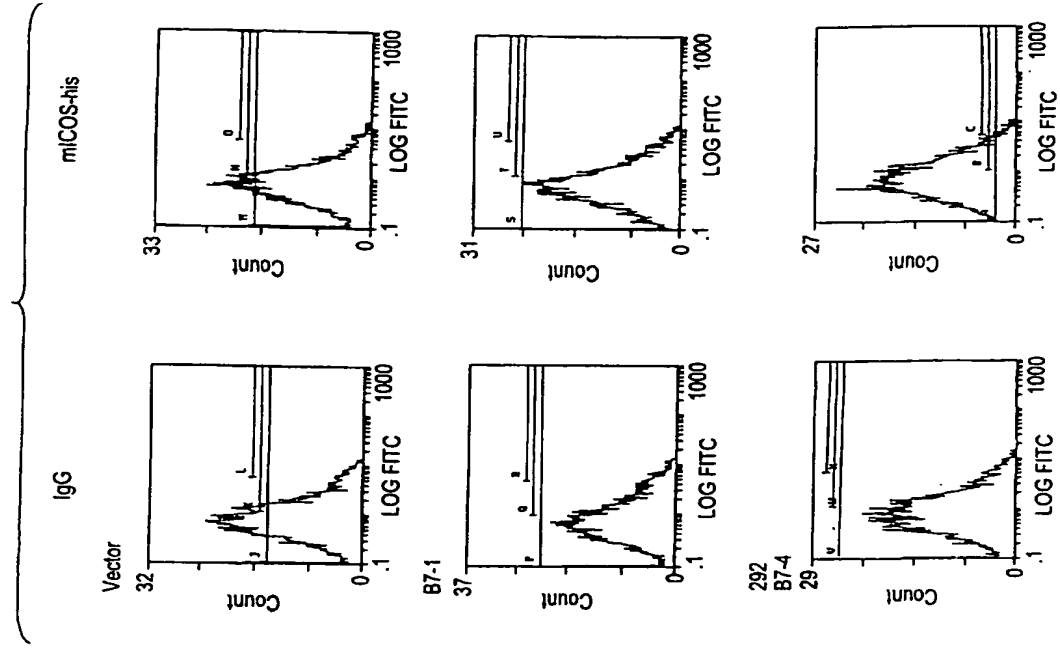 IgG
mICOS-his
Vector
32
Count
J
K
L
0
.1
1000
LOG FITC
33
Count
M
N
O
0
.1
1000
LOG FITC
B7-1
37
Count
P
Q
R
0
.1
1000
LOG FITC
31
Count
S
T
U
0
.1
1000
LOG FITC
292
B7-4
29
Count
V
W
X
0
.1
1000
LOG FITC
27
Count
B
C
0
.1
1000
LOG FITC